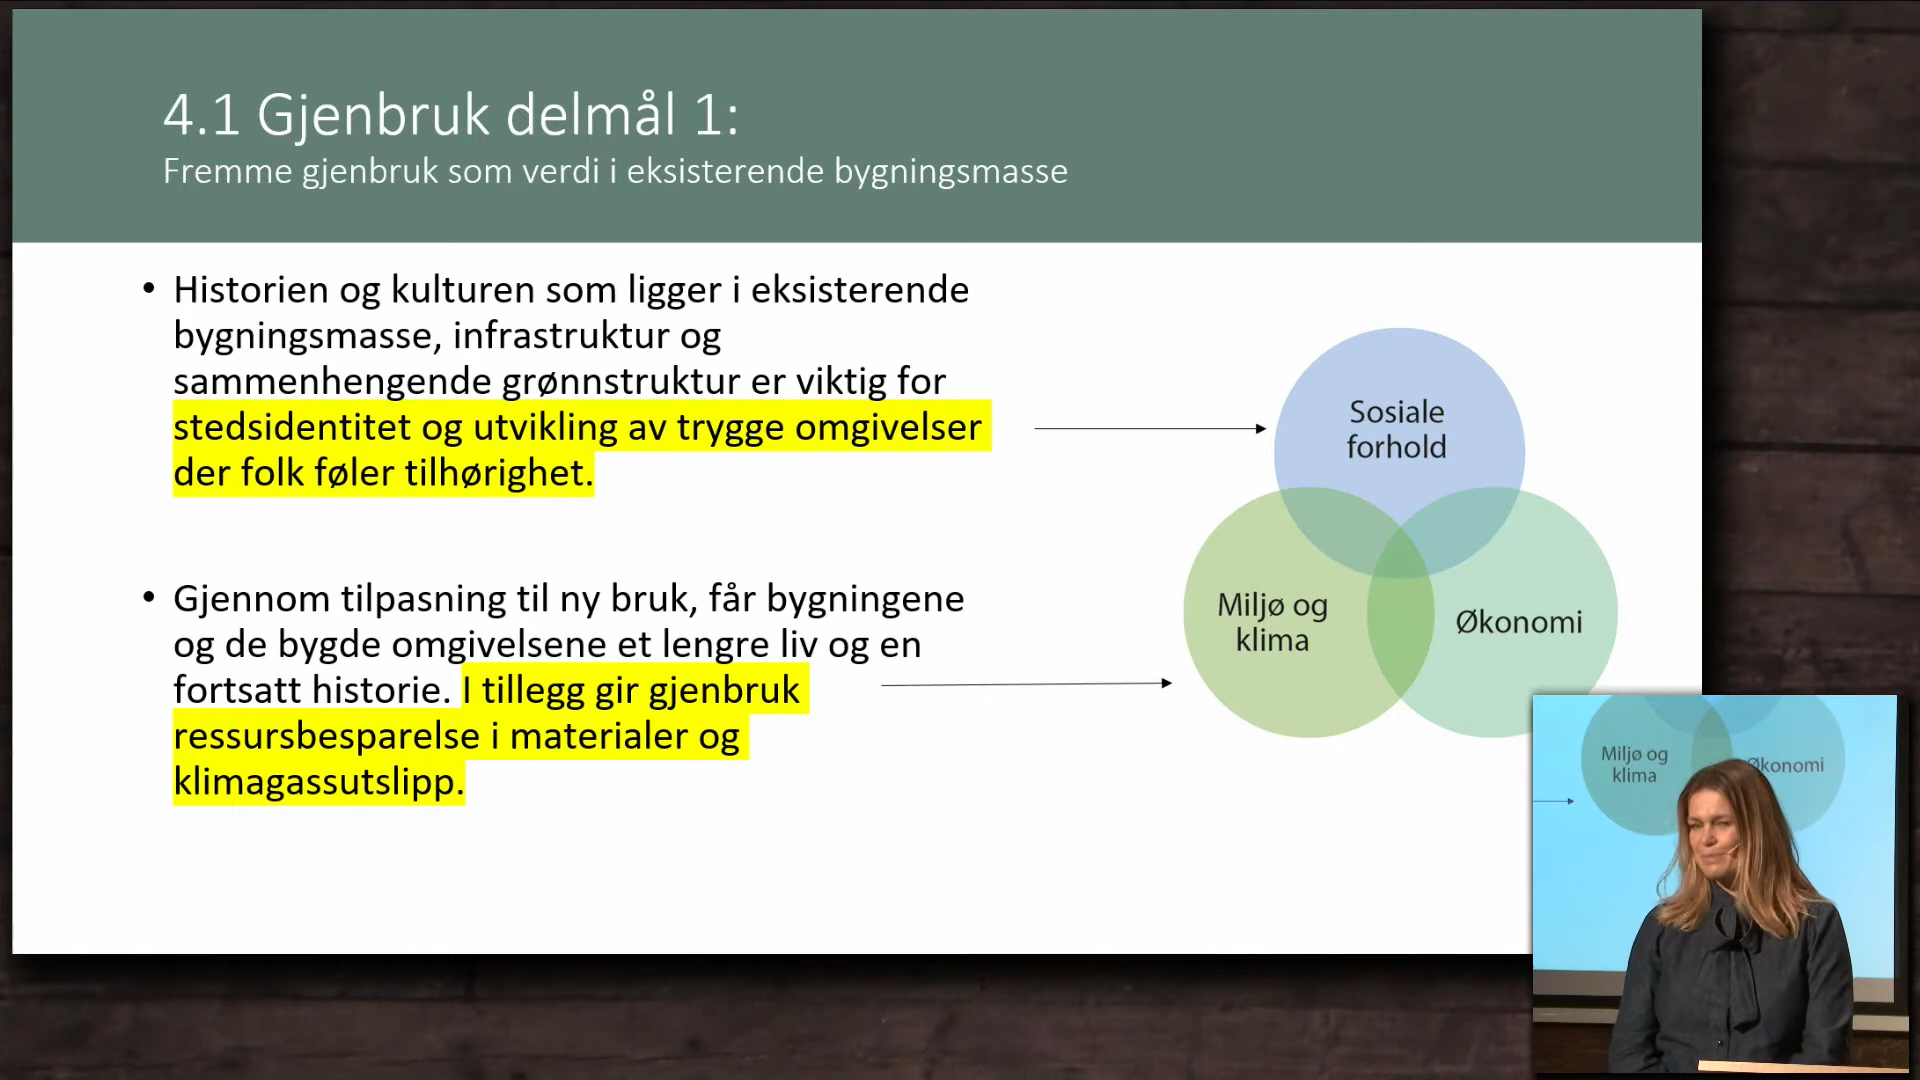 4.1 Gjenbruk delmål 1:
Fremme gjenbruk som verdi i eksisterende bygningsmasse
• Historien og kulturen som ligger i eksisterende
bygningsmasse, infrastruktur og
sammenhengende grønnstruktur er viktig for
stedsidentitet og utvikling av trygge omgivelser
der folk føler tilhørighet.
• Gjennom tilpasning til ny bruk, får bygningene
og de bygde omgivelsene et lengre liv og en
fortsatt historie. I tillegg gir gjenbruk
ressursbesparelse i materialer og
klimagassutslipp.
Sosiale
forhold
Miljø og
klima
Økonomi
Miljø og
klima
Økonomi